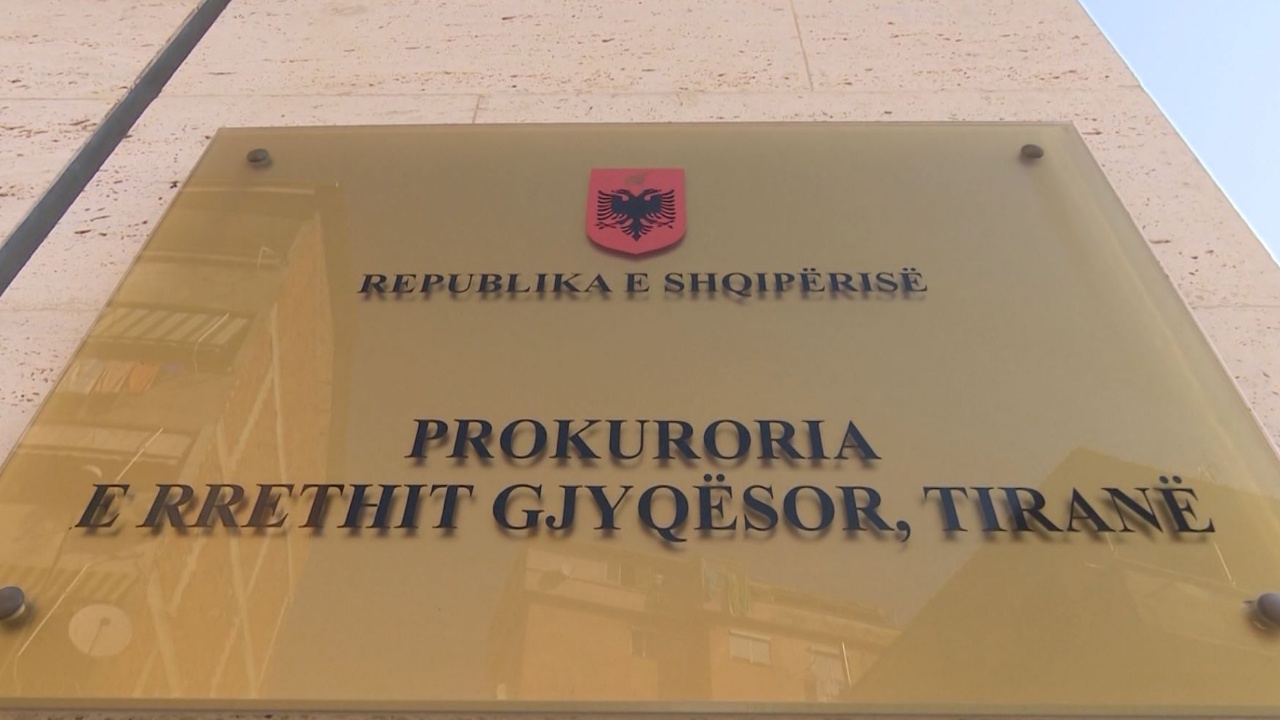 REPUBLIKA E SHQIPËRISË
PROKURORIA
E RRETHIT GJYQËSOR, TIRANË